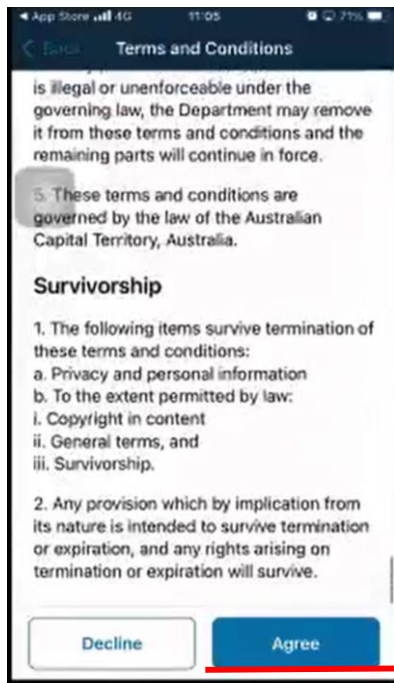 App Store 4G 11:05 71%
Back Terms and Conditions
is illegal or unenforceable under the
governing law, the Department may remove
it from these terms and conditions and the
remaining parts will continue in force.
5. These terms and conditions are
governed by the law of the Australian
Capital Territory, Australia.
Survivorship
1. The following items survive termination of
these terms and conditions:
a. Privacy and personal information
b. To the extent permitted by law:
i. Copyright in content
ii. General terms, and
iii. Survivorship.
2. Any provision which by implication from
its nature is intended to survive termination
or expiration, and any rights arising on
termination or expiration will survive.
Decline Agree